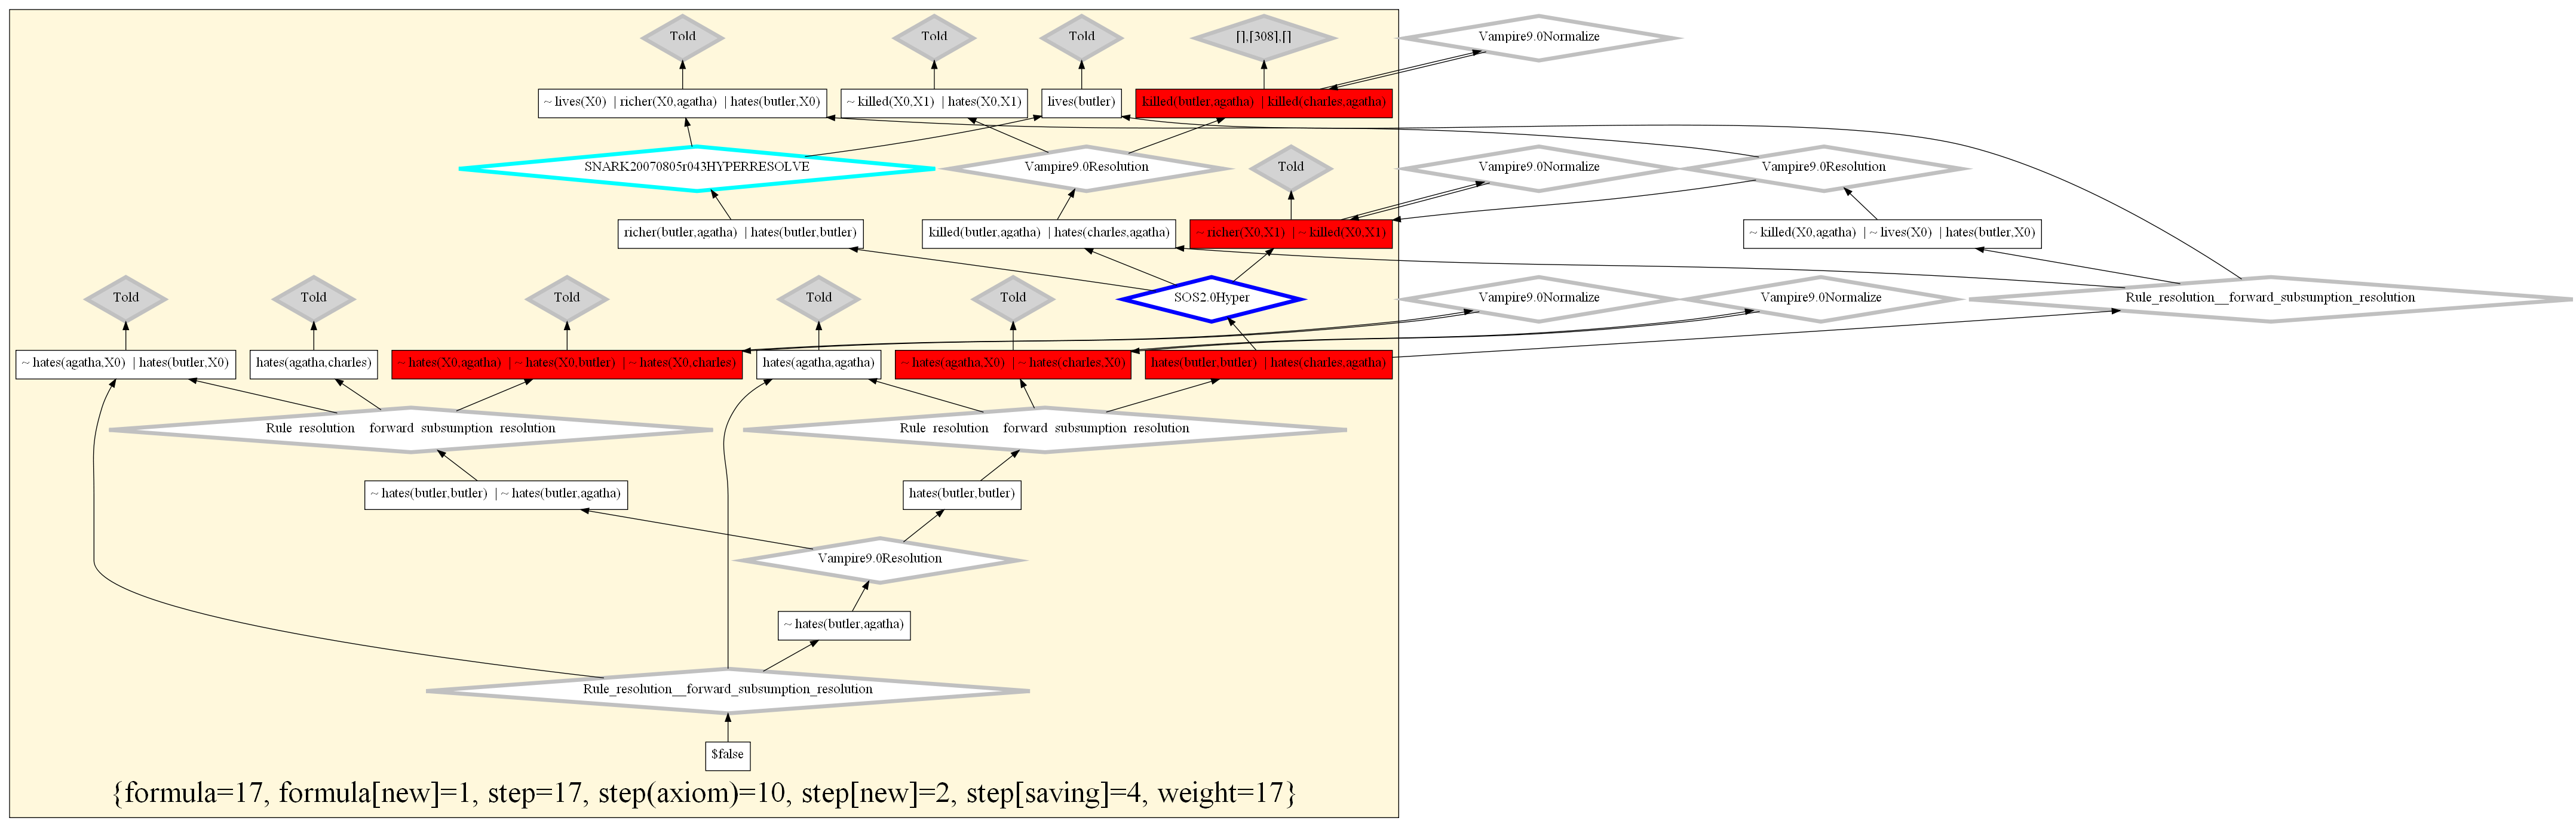 Told
Told
Told
[],[308],[]
Vampire9.0Normalize
~ lives(X0) | richer(X0,agatha) | hates(butler,X0)
~ killed(X0,X1) | hates(X0,X1)
lives(butler)
killed(butler,agatha) | killed(charles,agatha)
SNARK20070805r043HYPERRESOLVE
Vampire9.0Resolution
Told
Vampire9.0Normalize
Vampire9.0Resolution
richer(butler,agatha) | hates(butler,butler)
killed(butler,agatha) | hates(charles,agatha)
~ richer(X0,X1) | ~ killed(X0,X1)
~ killed(X0,agatha) | ~ lives(X0) | hates(butler,X0)
Told
Told
Told
Told
Told
SOS2.0Hyper
Vampire9.0Normalize
Vampire9.0Normalize
Rule_resolution__forward_subsumption_resolution
~ hates(agatha,X0) | hates(butler,X0)
hates(agatha,charles)
~ hates(X0,agatha) | ~ hates(X0,butler) | ~ hates(X0,charles)
hates(agatha,agatha)
~ hates(agatha,X0) | ~ hates(charles,X0)
hates(butler,butler) | hates(charles,agatha)
Rule resolution forward subsumption resolution
Rule resolution forward subsumption resolution
~ hates(butler,butler) | ~ hates(butler,agatha)
hates(butler,butler)
Vampire9.0Resolution
~ hates(butler,agatha)
Rule_resolution__forward_subsumption_resolution
$false
{formula=17, formula[new]=1, step=17, step(axiom)=10, step[new]=2, step[saving]=4, weight=17}